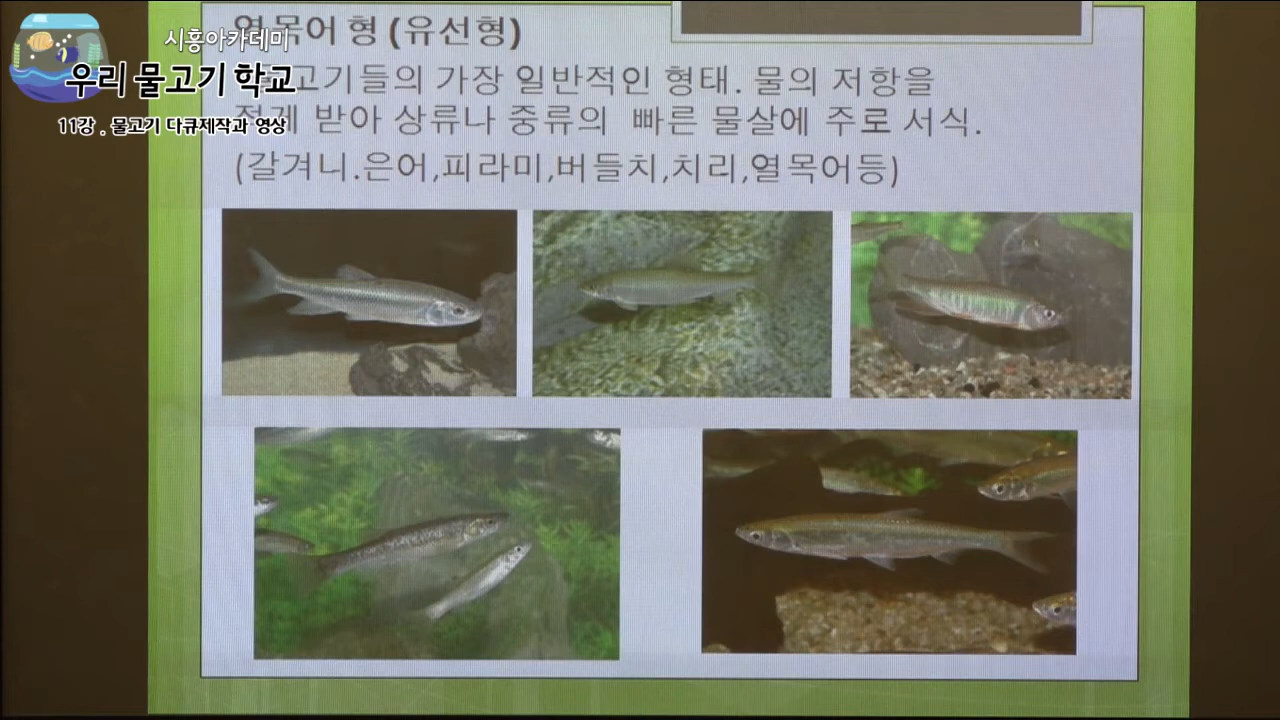 시흥아카데미
우리 물고기 학교
11강 . 물고기 다큐제작과 영상
열목어 형 (유선형)
물고기들의 가장 일반적인 형태. 물의 저항을
적게 받아 상류나 중류의 빠른 물살에 주로 서식.
(갈겨니.은어,피라미,버들치,치리,열목어등)